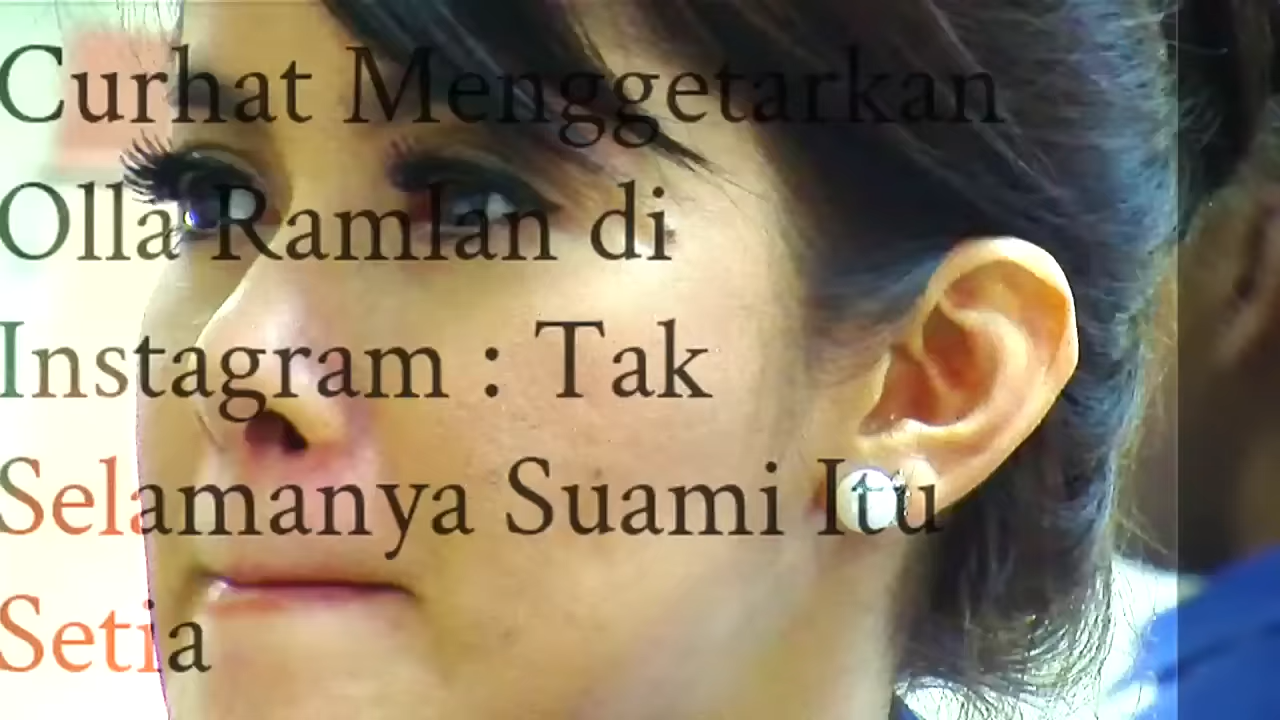 Curhat Menggetarkan
Olla Ramlan di
Instagram : Tak
Selamanya Suami Itu
Setia